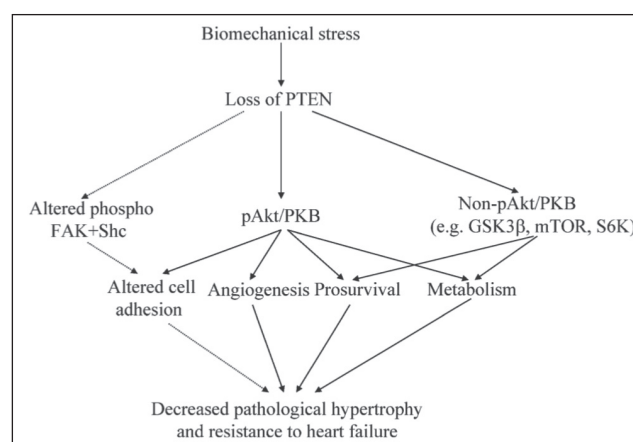 Biomechanical stress
Loss of PTEN
Altered phospho
FAK+Shc
pAkt/PKB
Non-pAkt/PKB
(e.g. GSK3β, mTOR, S6K)
Altered cell
adhesion
Angiogenesis Prosurvival
Metabolism
Decreased pathological hypertrophy
and resistance to heart failure